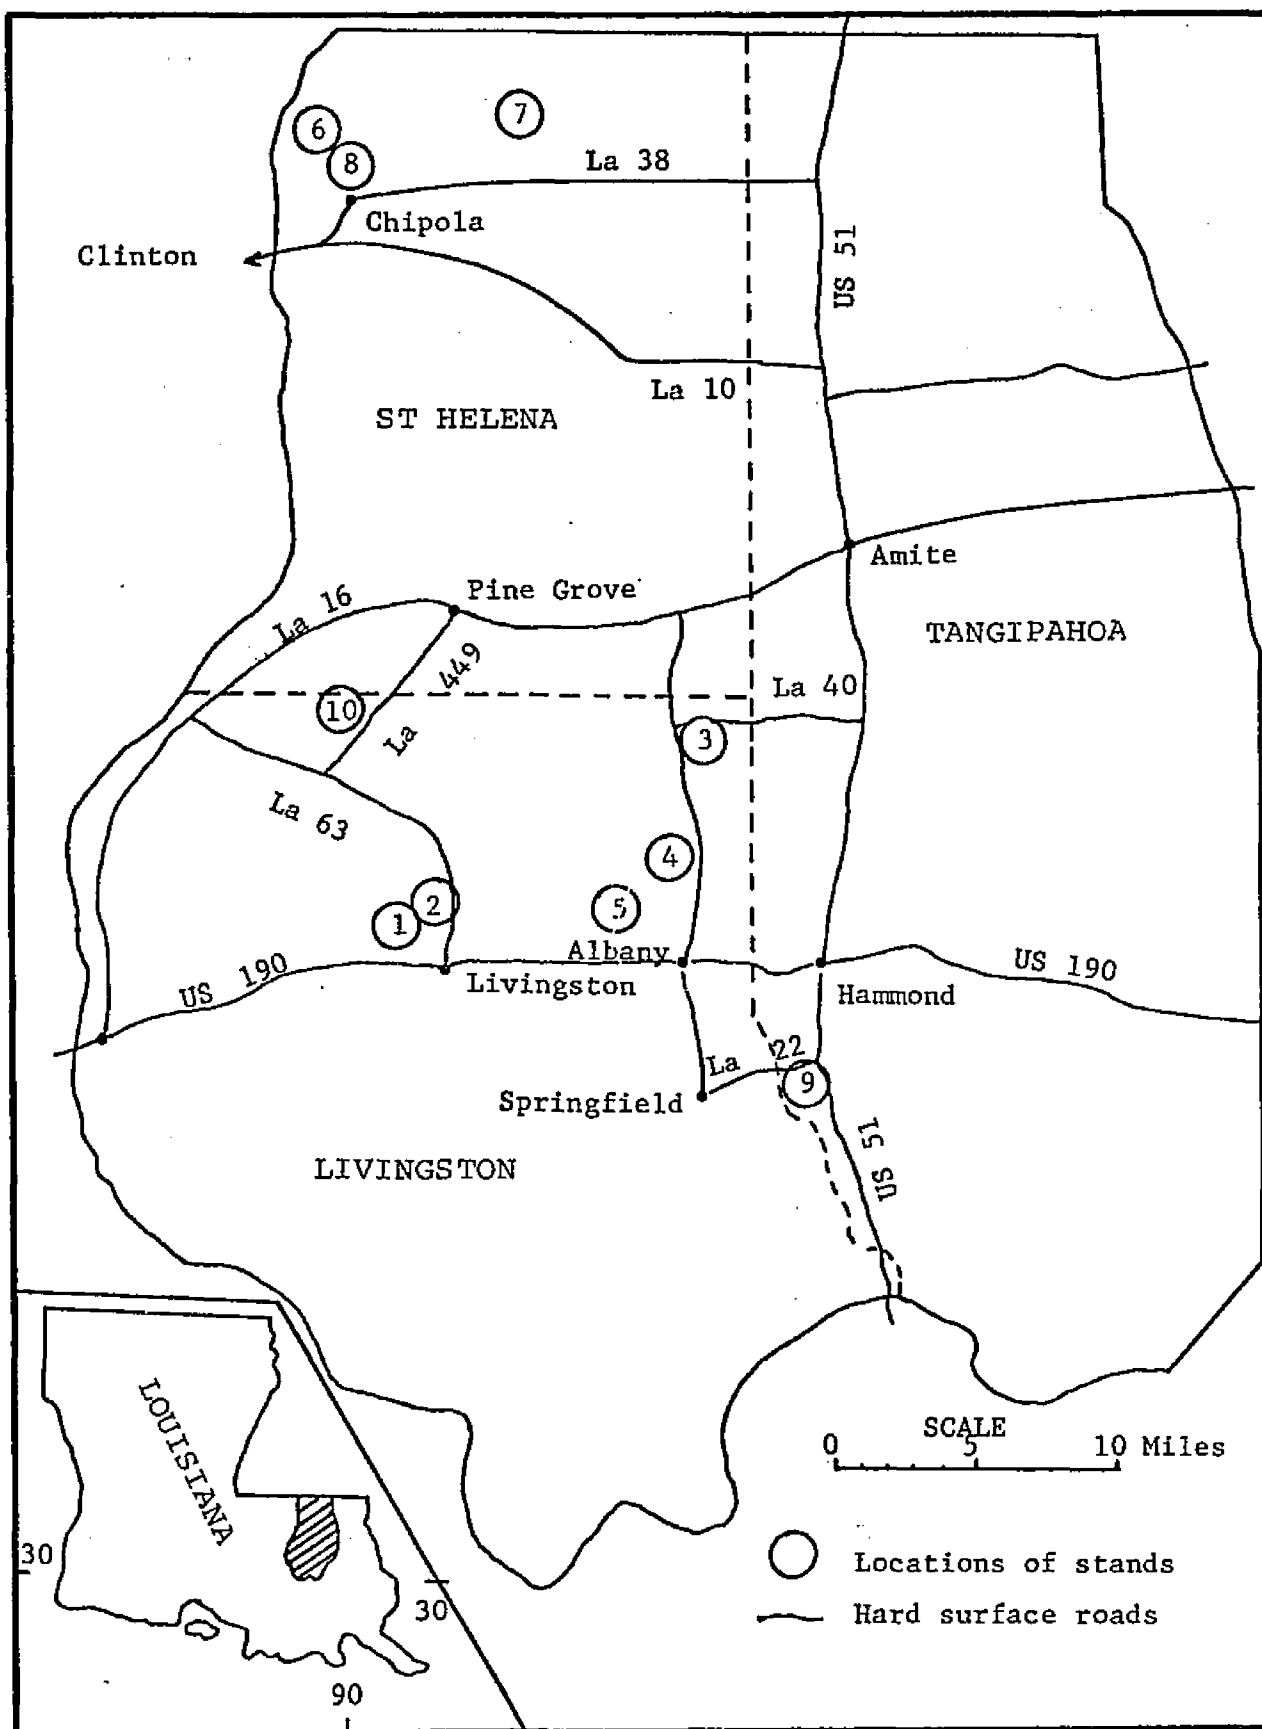 7
6
8
La 38
Chipola
Clinton
US 51
La 10
ST HELENA
Amite
Pine Grove
La 16
TANGIPAHOA
La 449
La 40
10
3
La 63
4
5
2
1
Albany
US 190
US 190
Livingston
Hammond
La 22
9
Springfield
US 51
LIVINGSTON
LOUISIANA
SCALE
0 5 10 Miles
30
30
90
Locations of stands
Hard surface roads